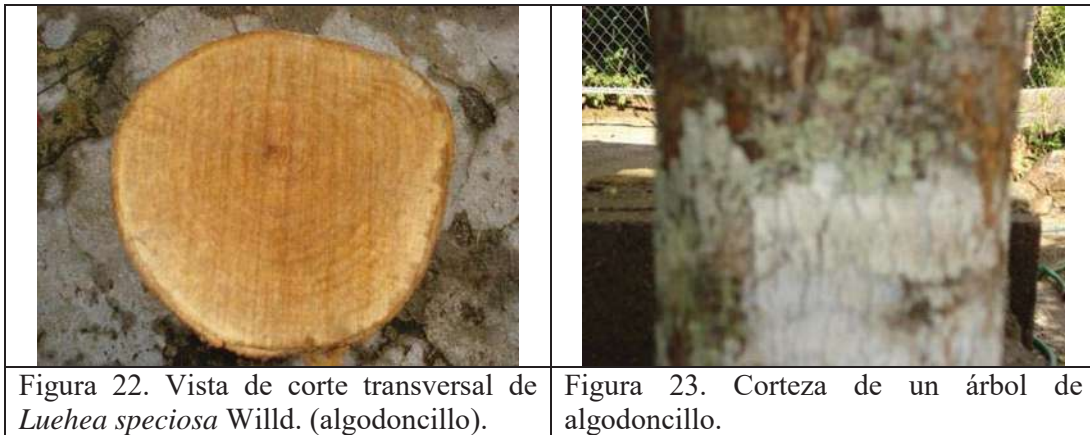 Figura 22. Vista de corte transversal de
Luehea speciosa Willd. (algodoncillo).
Figura 23. Corteza de un árbol de
algodoncillo.